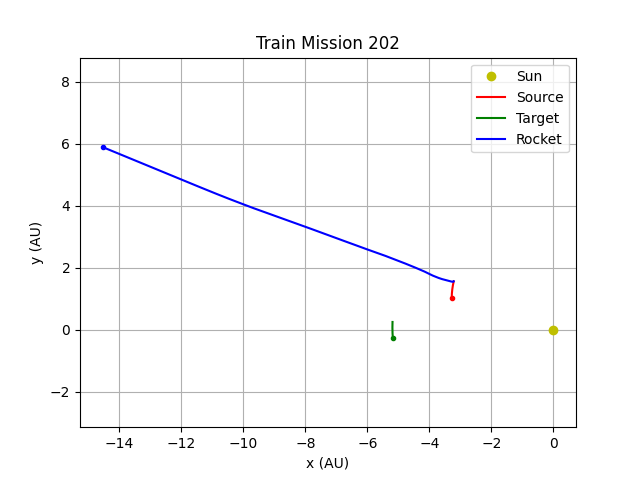 Train Mission 202
Sun
Source
Target
Rocket
y (AU)
8
6
4
2
0
−2
−14
−12
−10
−8
−6
−4
−2
0
x (AU)